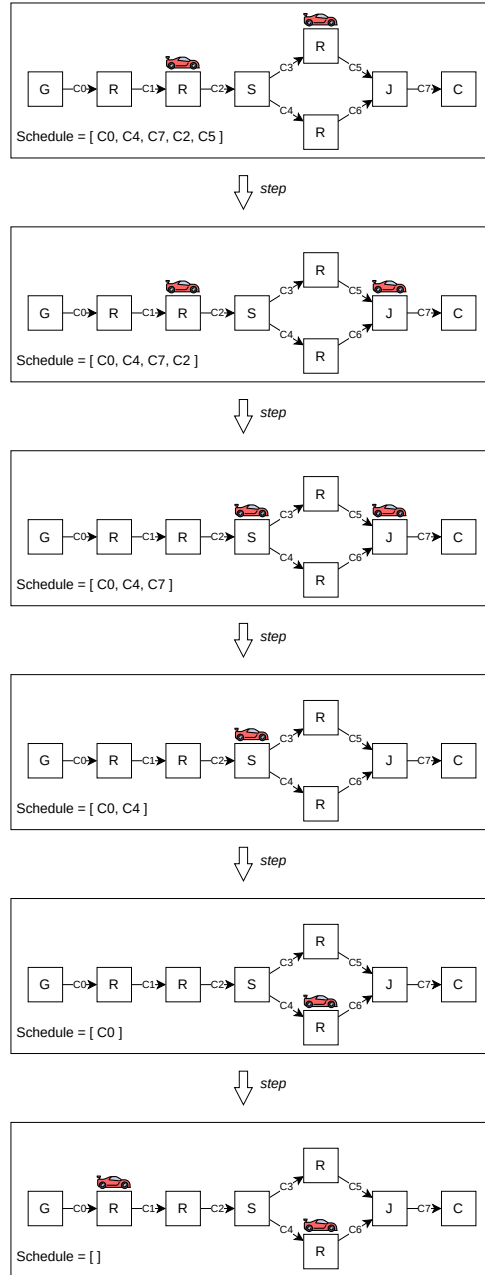 R
G C0 R C1 R C2 S C3 C5 J C7 C
C4 C6
R
Schedule = [ C0, C4, C7, C2, C5 ]
step
R
G C0 R C1 R C2 S C3 C5 J C7 C
C4 C6
R
Schedule = [ C0, C4, C7, C2 ]
step
R
G C0 R C1 R C2 S C3 C5 J C7 C
C4 C6
R
Schedule = [ C0, C4, C7 ]
step
R
G C0 R C1 R C2 S C3 C5 J C7 C
C4 C6
R
Schedule = [ C0, C4 ]
step
R
G C0 R C1 R C2 S C3 C5 J C7 C
C4 C6
R
Schedule = [ C0 ]
step
R
G C0 R C1 R C2 S C3 C5 J C7 C
C4 C6
R
Schedule = [ ]